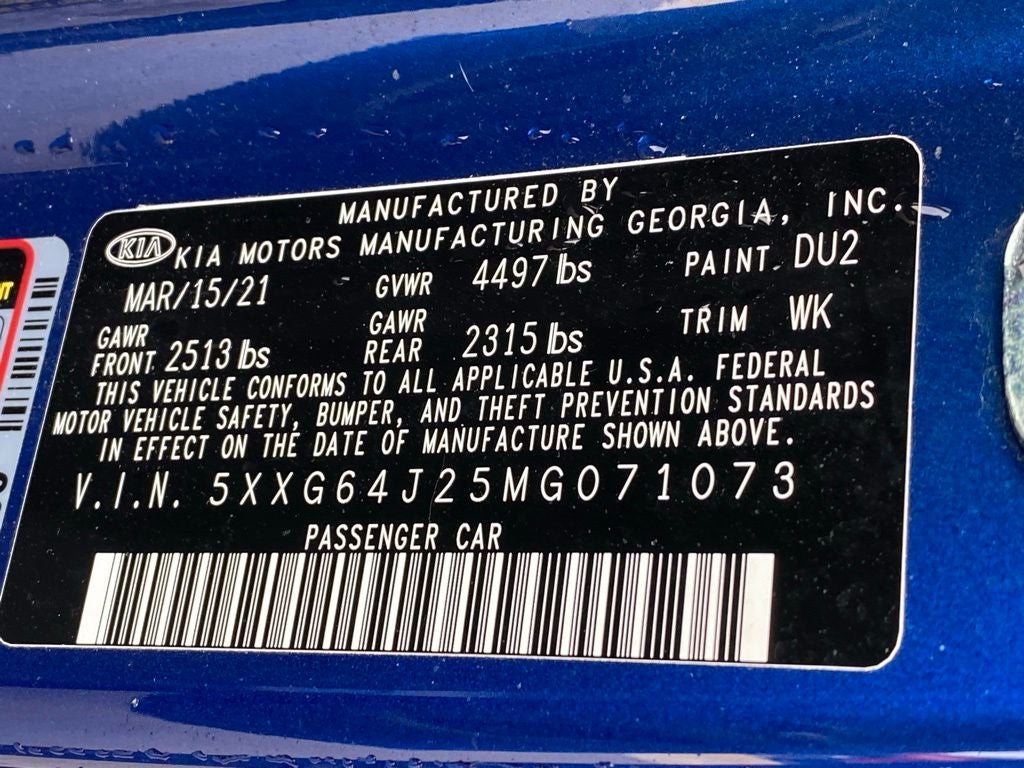 MANUFACTURED BY
KIA KIA MOTORS MANUFACTURING GEORGIA, INC.
MAR/15/21 GVWR 4497 lbs PAINT DU2
GAWR FRONT 2513 lbs GAWR REAR 2315 lbs TRIM WK
THIS VEHICLE CONFORMS TO ALL APPLICABLE U.S.A. FEDERAL
MOTOR VEHICLE SAFETY, BUMPER, AND THEFT PREVENTION STANDARDS
IN EFFECT ON THE DATE OF MANUFACTURE SHOWN ABOVE.
V.I.N. 5XXG64J25MG071073
PASSENGER CAR